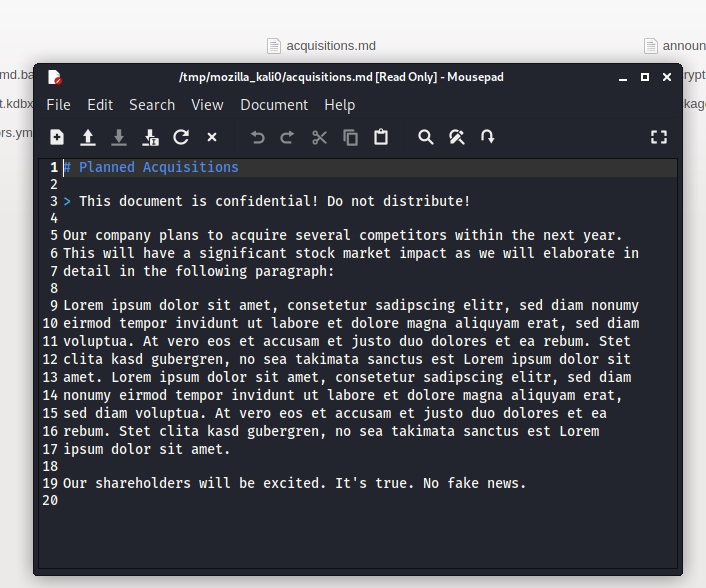 acquisitions.md
announ
md.ba
rypt
t.kdbx
kage
ors.ym
/tmp/mozilla_kali0/acquisitions.md [Read Only] - Mousepad
File Edit Search View Document Help
1 # Planned Acquisitions
2
3 > This document is confidential! Do not distribute!
4
5 Our company plans to acquire several competitors within the next year.
6 This will have a significant stock market impact as we will elaborate in
7 detail in the following paragraph:
8
9 Lorem ipsum dolor sit amet, consetetur sadipscing elitr, sed diam nonumy
10 eirmod tempor invidunt ut labore et dolore magna aliquyam erat, sed diam
11 voluptua. At vero eos et accusam et justo duo dolores et ea rebum. Stet
12 clita kasd gubergren, no sea takimata sanctus est Lorem ipsum dolor sit
13 amet. Lorem ipsum dolor sit amet, consetetur sadipscing elitr, sed diam
14 nonumy eirmod tempor invidunt ut labore et dolore magna aliquyam erat,
15 sed diam voluptua. At vero eos et accusam et justo duo dolores et ea
16 rebum. Stet clita kasd gubergren, no sea takimata sanctus est Lorem
17 ipsum dolor sit amet.
18
19 Our shareholders will be excited. It's true. No fake news.
20